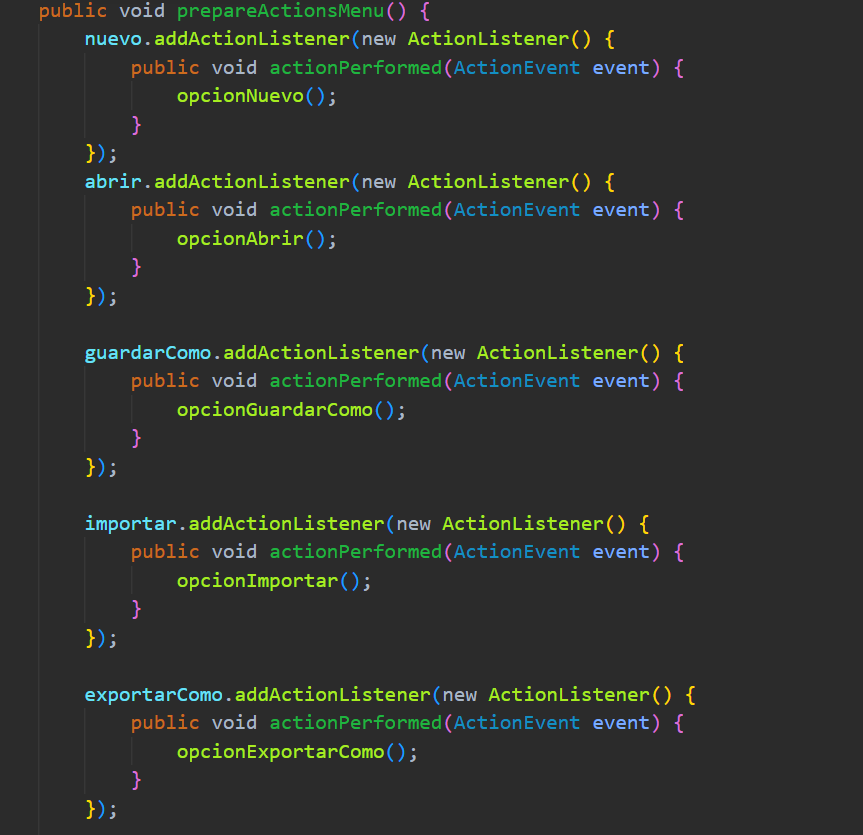 public void prepareActionsMenu() {
    nuevo.addActionListener(new ActionListener() {
        public void actionPerformed(ActionEvent event) {
            opcionNuevo();
        }
    });
    abrir.addActionListener(new ActionListener() {
        public void actionPerformed(ActionEvent event) {
            opcionAbrir();
        }
    });

    guardarComo.addActionListener(new ActionListener() {
        public void actionPerformed(ActionEvent event) {
            opcionGuardarComo();
        }
    });

    importar.addActionListener(new ActionListener() {
        public void actionPerformed(ActionEvent event) {
            opcionImportar();
        }
    });

    exportarComo.addActionListener(new ActionListener() {
        public void actionPerformed(ActionEvent event) {
            opcionExportarComo();
        }
    });